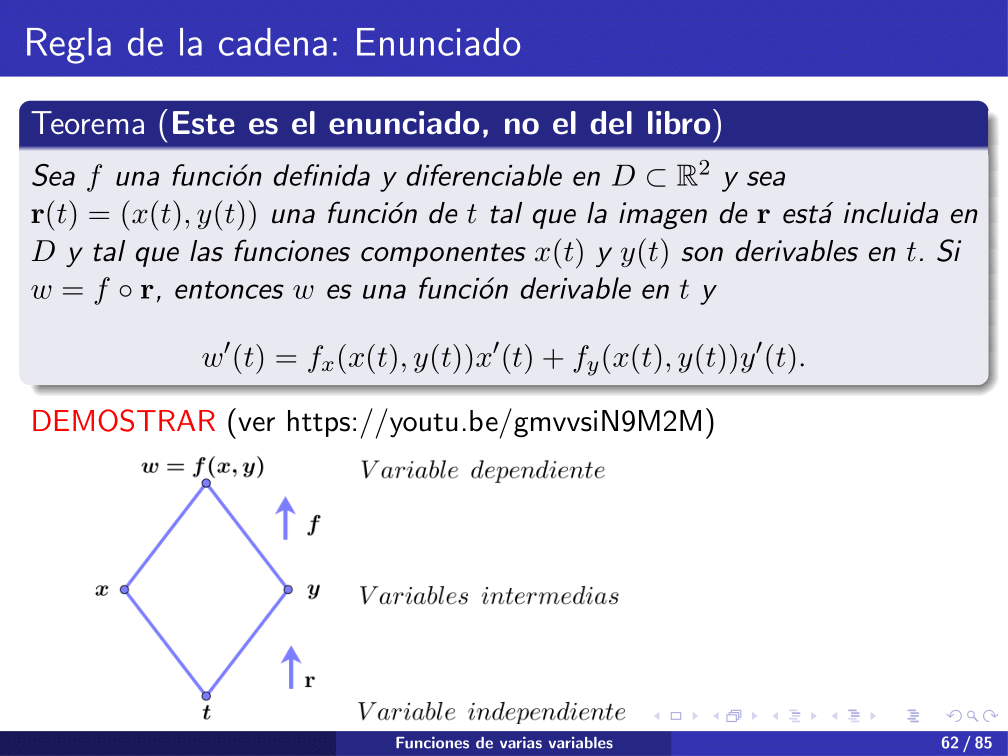 Regla de la cadena: Enunciado
Teorema (Este es el enunciado, no el del libro)
Sea f una función definida y diferenciable en D ⊂ ℝ² y sea
r(t) = (x(t), y(t)) una función de t tal que la imagen de r está incluida en
D y tal que las funciones componentes x(t) y y(t) son derivables en t. Si
w = f ∘ r, entonces w es una función derivable en t y
w′(t) = fₓ(x(t), y(t))x′(t) + f_y(x(t), y(t))y′(t).
DEMOSTRAR (ver https://youtu.be/gmvvsiN9M2M)
w = f(x, y)
Variable dependiente
f
x
y
Variables intermedias
r
t
Variable independiente
Funciones de varias variables
62 / 85